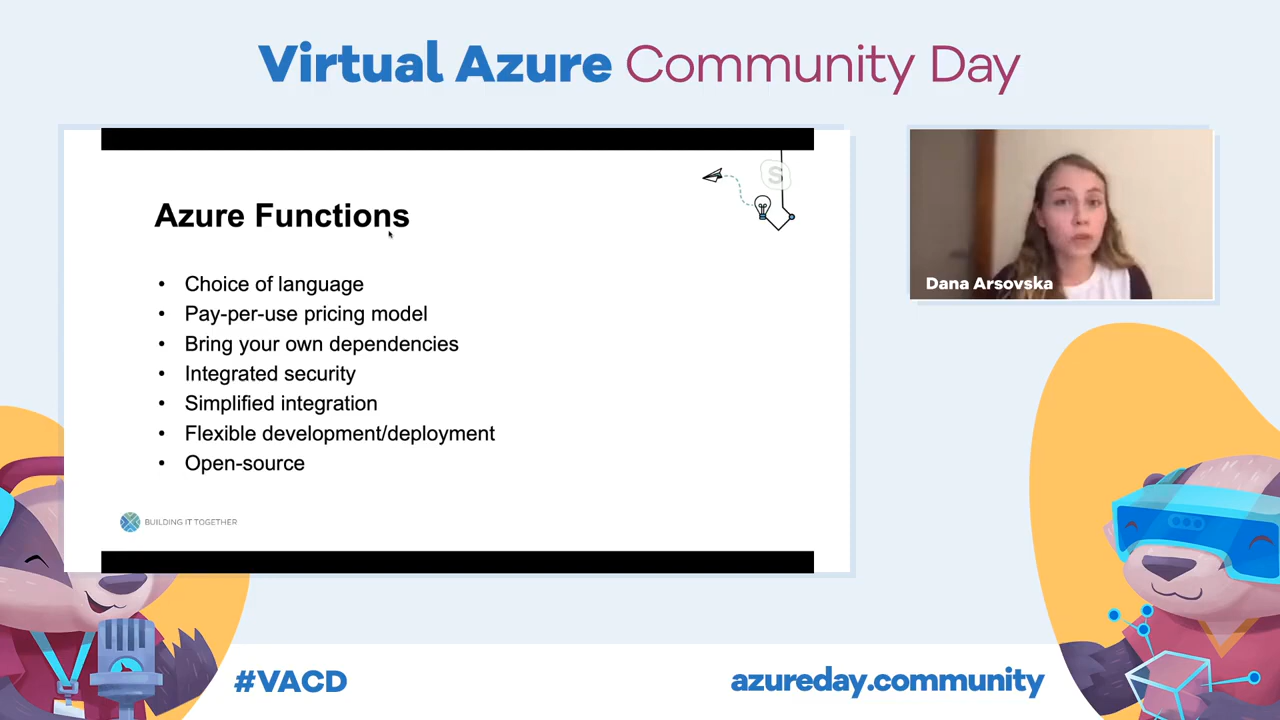 Virtual Azure Community Day
Azure Functions
• Choice of language
• Pay-per-use pricing model
• Bring your own dependencies
• Integrated security
• Simplified integration
• Flexible development/deployment
• Open-source
BUILDING IT TOGETHER
S
Dana Arsovska
#VACD
azureday.community